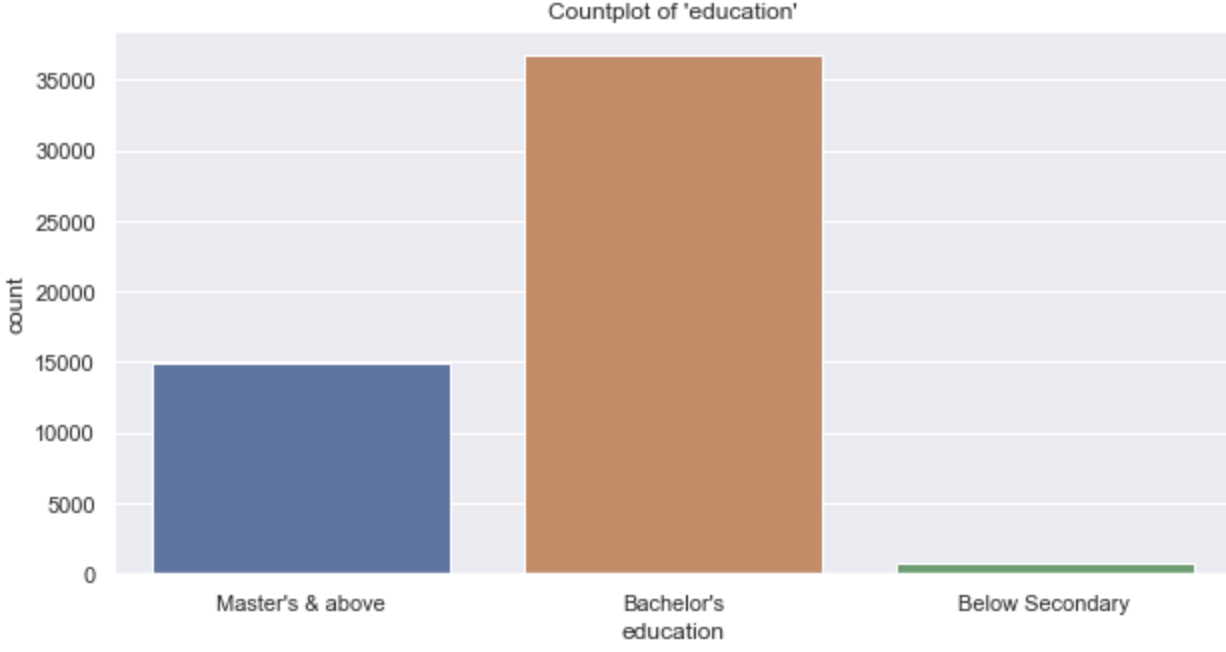 Countplot of 'education'
35000
30000
25000
20000
15000
10000
5000
0
count
Master's & above
Bachelor's
Below Secondary
education